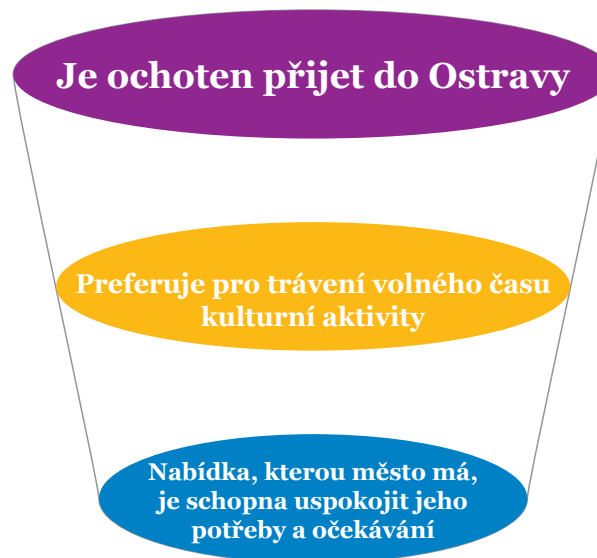 Je ochoten přijet do Ostravy
Preferuje pro trávení volného času
kulturní aktivity
Nabídka, kterou město má,
je schopna uspokojit jeho
potřeby a očekávání